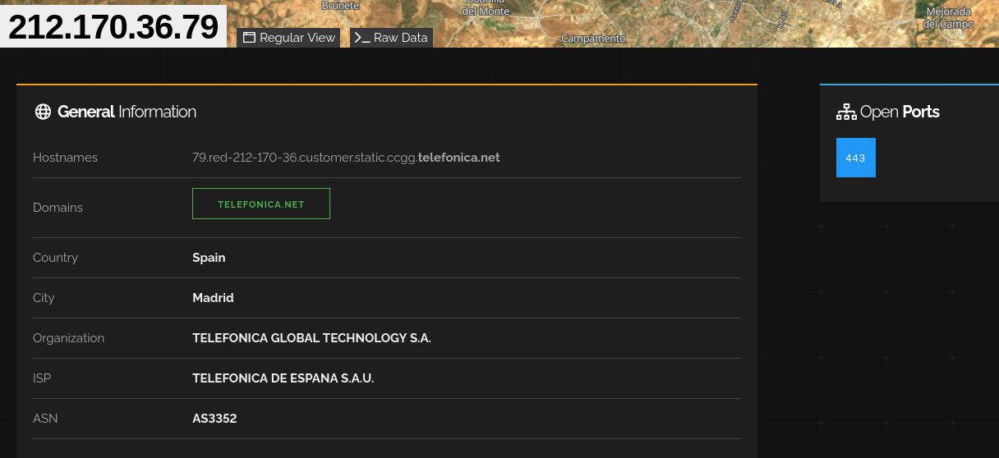 Brunete
del Monte
Mejorada
del Campo
212.170.36.79
Regular View
Raw Data
Campamento
M-40
General Information
Open Ports
443
Hostnames
79.red-212-170-36.customer.static.ccgg.telefonica.net
Domains
TELEFONICA.NET
Country
Spain
City
Madrid
Organization
TELEFONICA GLOBAL TECHNOLOGY S.A.
ISP
TELEFONICA DE ESPANA S.A.U.
ASN
AS3352